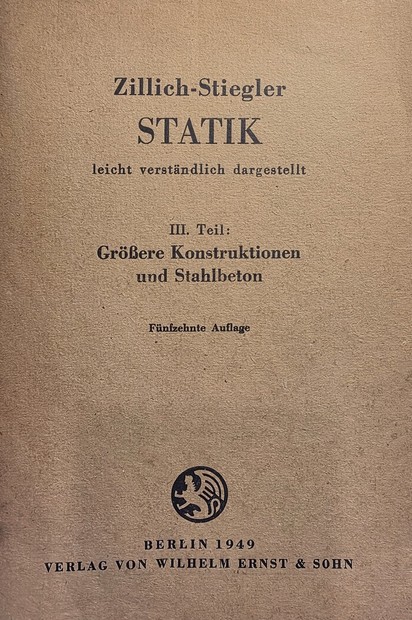 Zillich-Stiegler
STATIK
leicht verständlich dargestellt
III. Teil:
Größere Konstruktionen
und Stahlbeton
Fünfzehnte Auflage
BERLIN 1949
VERLAG VON WILHELM ERNST & SOHN